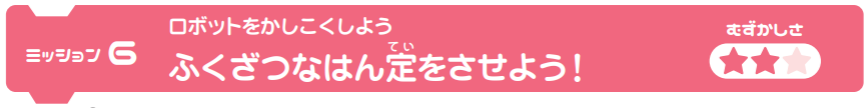 ミッション 6
ロボットをかしこくしよう
ふくざつなはん定をさせよう!
てい
むずかしさ
★★★